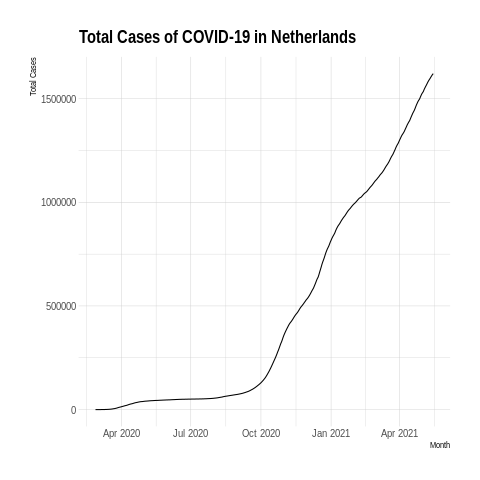 Total Cases of COVID-19 in Netherlands
Total Cases
1500000
1000000
500000
0
Apr 2020 Jul 2020 Oct 2020 Jan 2021 Apr 2021
Month